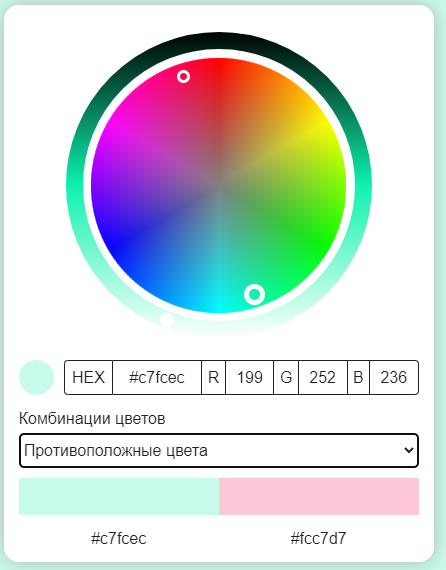 HEX #c7fcec R 199 G 252 B 236
Комбинации цветов
Противоположные цвета
#c7fcec #fcc7d7